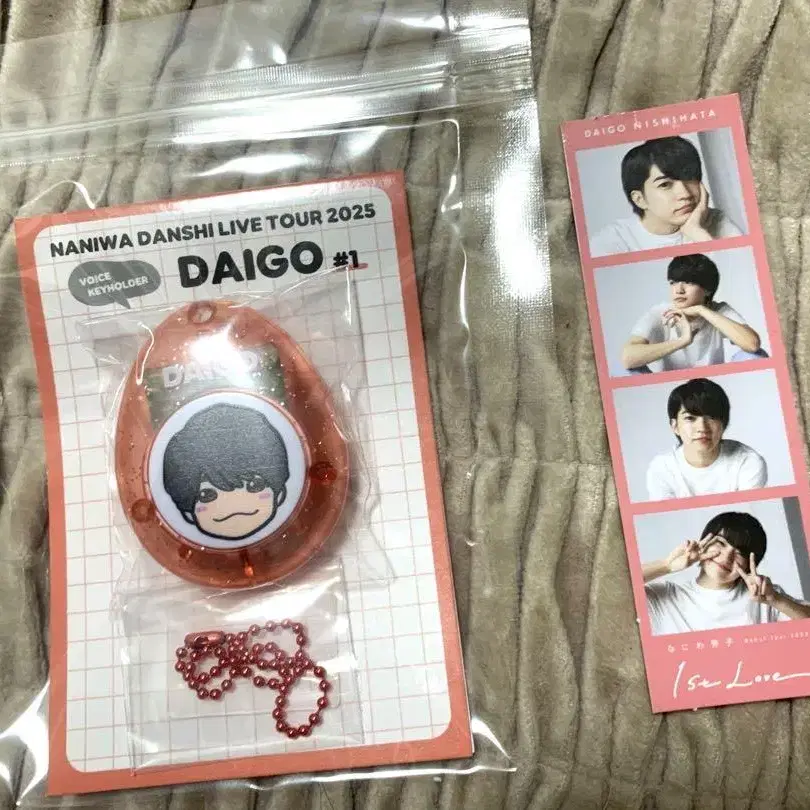 NANIWA DANSHI LIVE TOUR 2025
VOICE
KEYHOLDER
DAIGO #1
DAIGO
DAIGO NISHIHATA
なにわ男子
1st Love